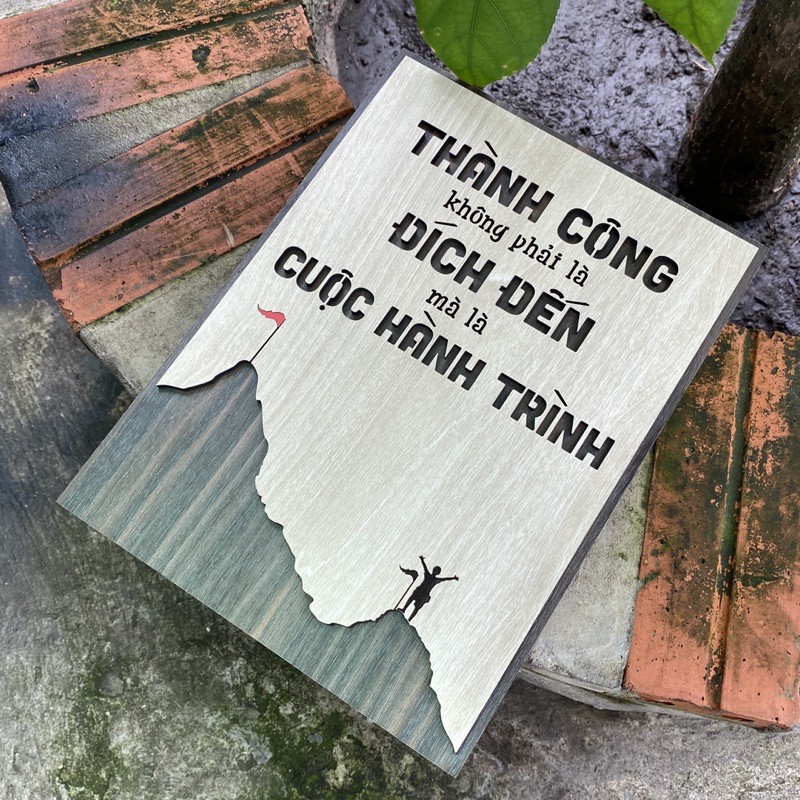 THÀNH CÔNG
không phải là
ĐÍCH ĐẾN
mà là
CUỘC HÀNH TRÌNH